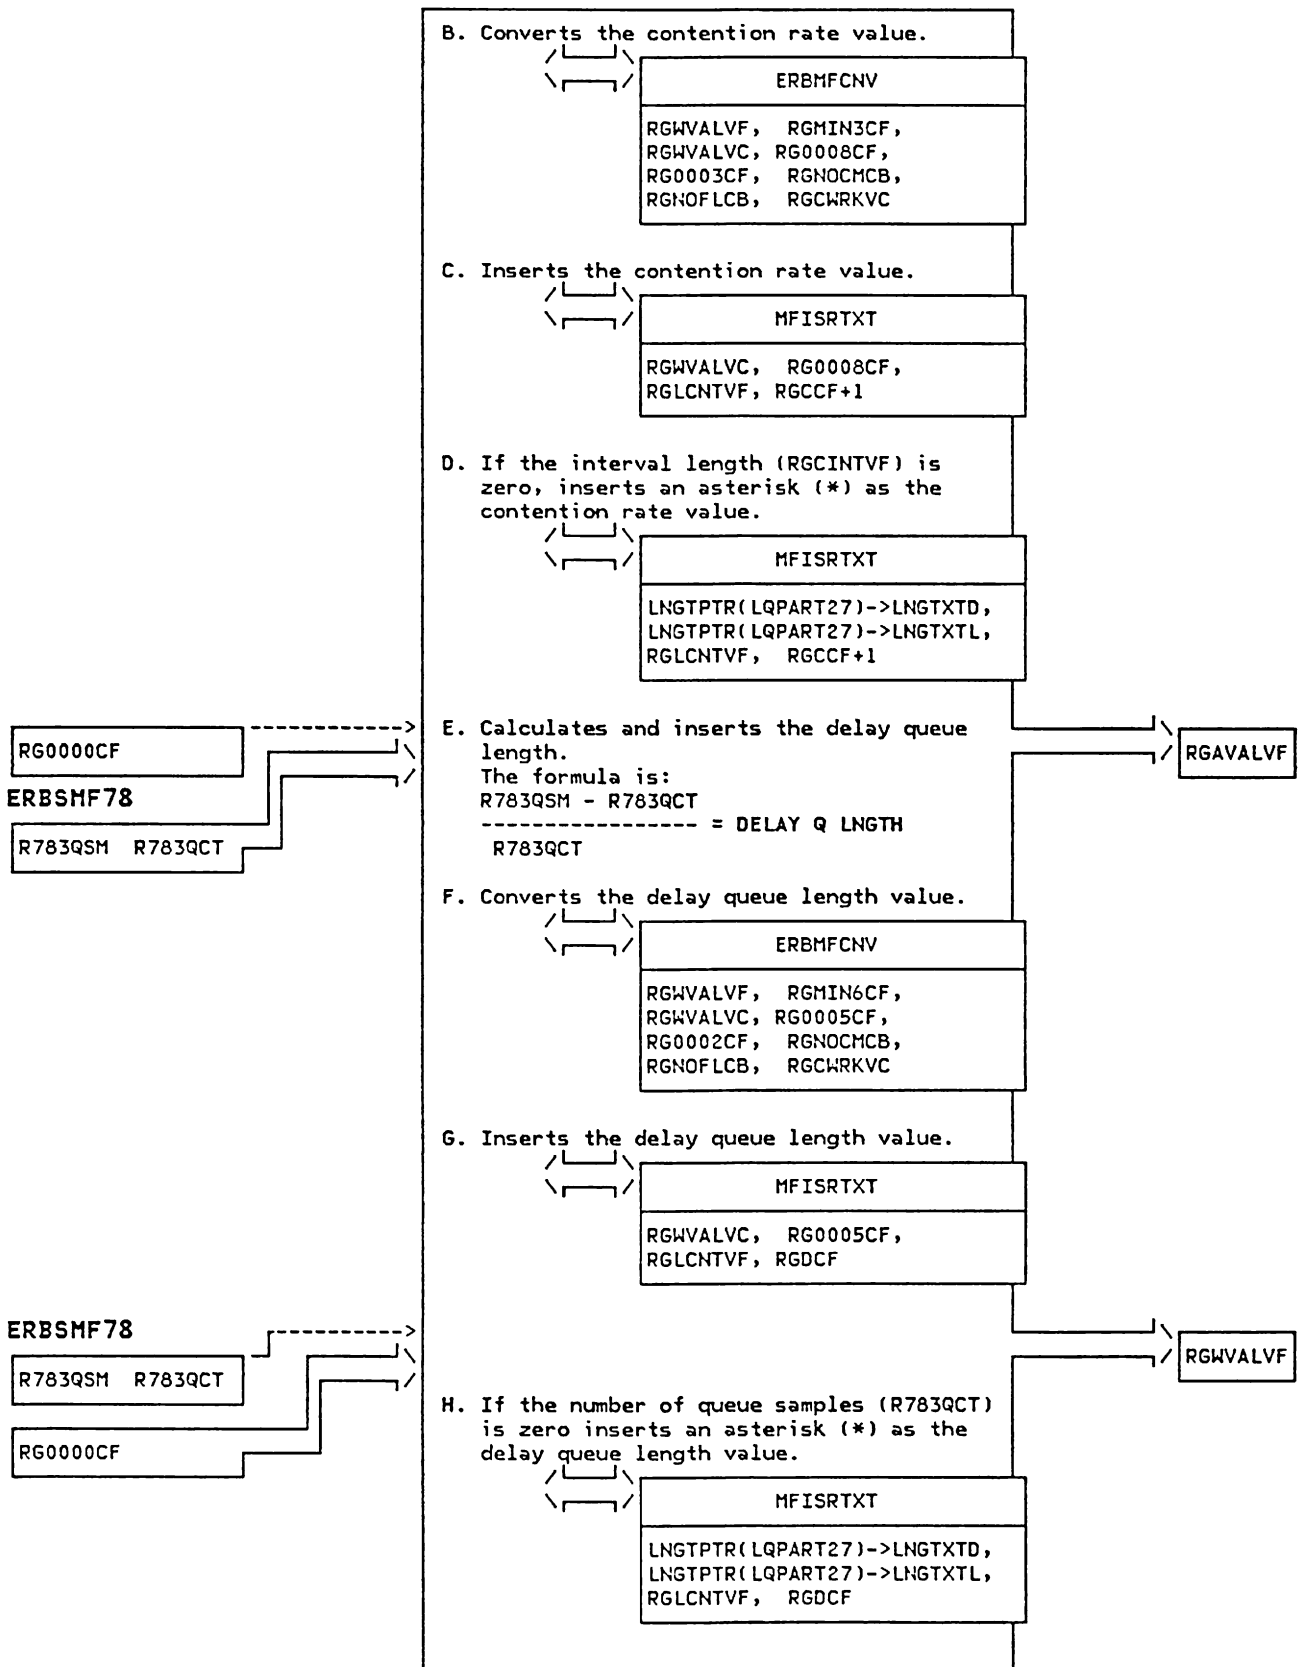 B. Converts the contention rate value.
ERBMFCNV
RGWVALVF, RGMIN3CF,
RGWVALVC, RG0008CF,
RG0003CF, RGNOCMCB,
RGNOFLCB, RGCWRKVC
C. Inserts the contention rate value.
MFISRTXT
RGWVALVC, RG0008CF,
RGLCNTVF, RGCCF+1
D. If the interval length (RGCINTVF) is
zero, inserts an asterisk (*) as the
contention rate value.
MFISRTXT
LNGTPTR(LQPART27)->LNGTXTD,
LNGTPTR(LQPART27)->LNGTXTL,
RGLCNTVF, RGCCF+1
RG0000CF
ERBSMF78
R783QSM R783QCT
E. Calculates and inserts the delay queue
length.
The formula is:
R783QSM - R783QCT
----------------- = DELAY Q LNGTH
R783QCT
RGAVALVF
F. Converts the delay queue length value.
ERBMFCNV
RGWVALVF, RGMIN6CF,
RGWVALVC, RG0005CF,
RG0002CF, RGNOCMCB,
RGNOFLCB, RGCWRKVC
G. Inserts the delay queue length value.
MFISRTXT
RGWVALVC, RG0005CF,
RGLCNTVF, RGDCF
ERBSMF78
R783QSM R783QCT
RG0000CF
RGWVALVF
H. If the number of queue samples (R783QCT)
is zero inserts an asterisk (*) as the
delay queue length value.
MFISRTXT
LNGTPTR(LQPART27)->LNGTXTD,
LNGTPTR(LQPART27)->LNGTXTL,
RGLCNTVF, RGDCF